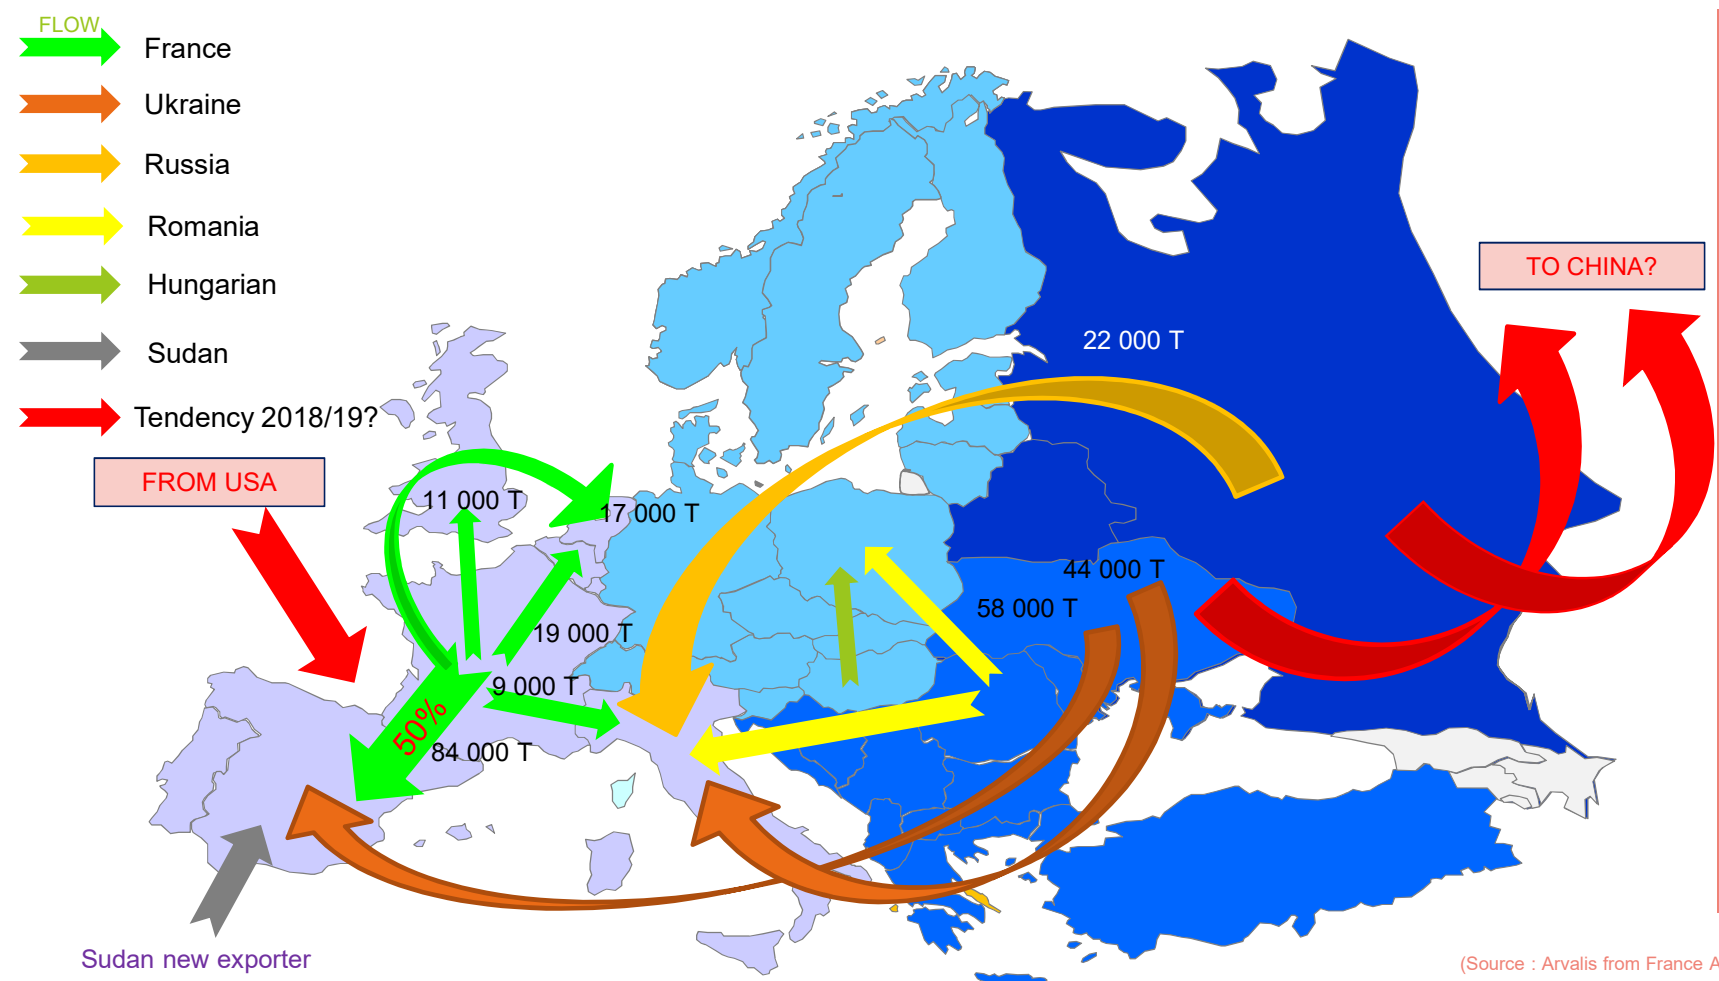 FLOW
France
Ukraine
Russia
Romania
Hungarian
Sudan
Tendency 2018/19?
FROM USA
TO CHINA?
22 000 T
11 000 T
17 000 T
44 000 T
58 000 T
19 000 T
9 000 T
50%
84 000 T
Sudan new exporter
(Source : Arvalis from France A